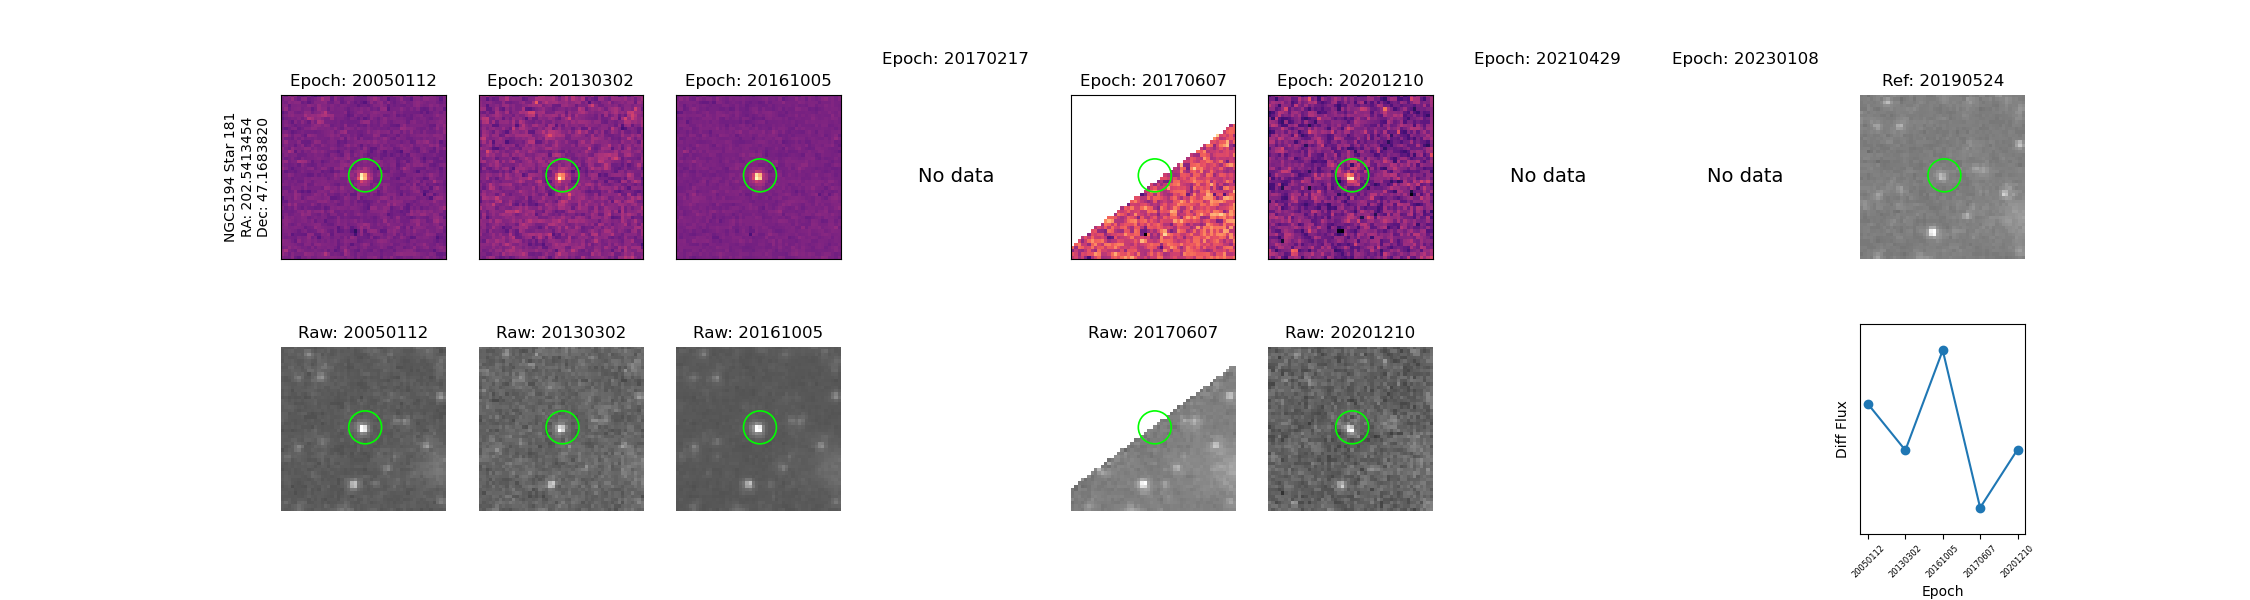 Epoch: 20050112
Epoch: 20130302
Epoch: 20161005
Epoch: 20170217
Epoch: 20170607
Epoch: 20201210
Epoch: 20210429
Epoch: 20230108
Ref: 20190524
NGC5194 Star 181
RA: 202.5413454
Dec: 47.1683820
No data
No data
No data
Raw: 20050112
Raw: 20130302
Raw: 20161005
Raw: 20170607
Raw: 20201210
Diff Flux
20050112
20130302
20161005
20170607
20201210
Epoch